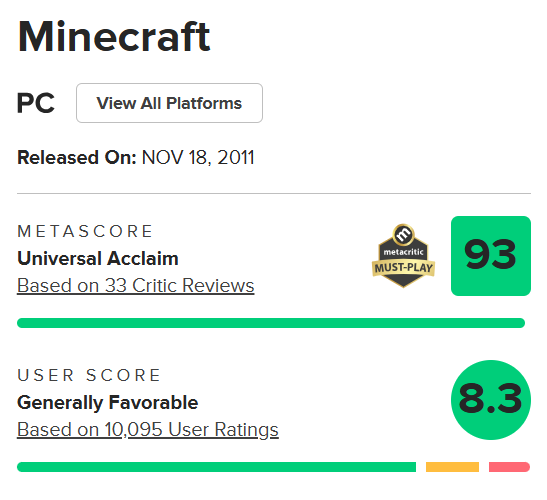 Minecraft
PC View All Platforms
Released On: NOV 18, 2011
METASCORE
Universal Acclaim
Based on 33 Critic Reviews
m
metacritic
MUST-PLAY
93
USER SCORE
Generally Favorable
Based on 10,095 User Ratings
8.3